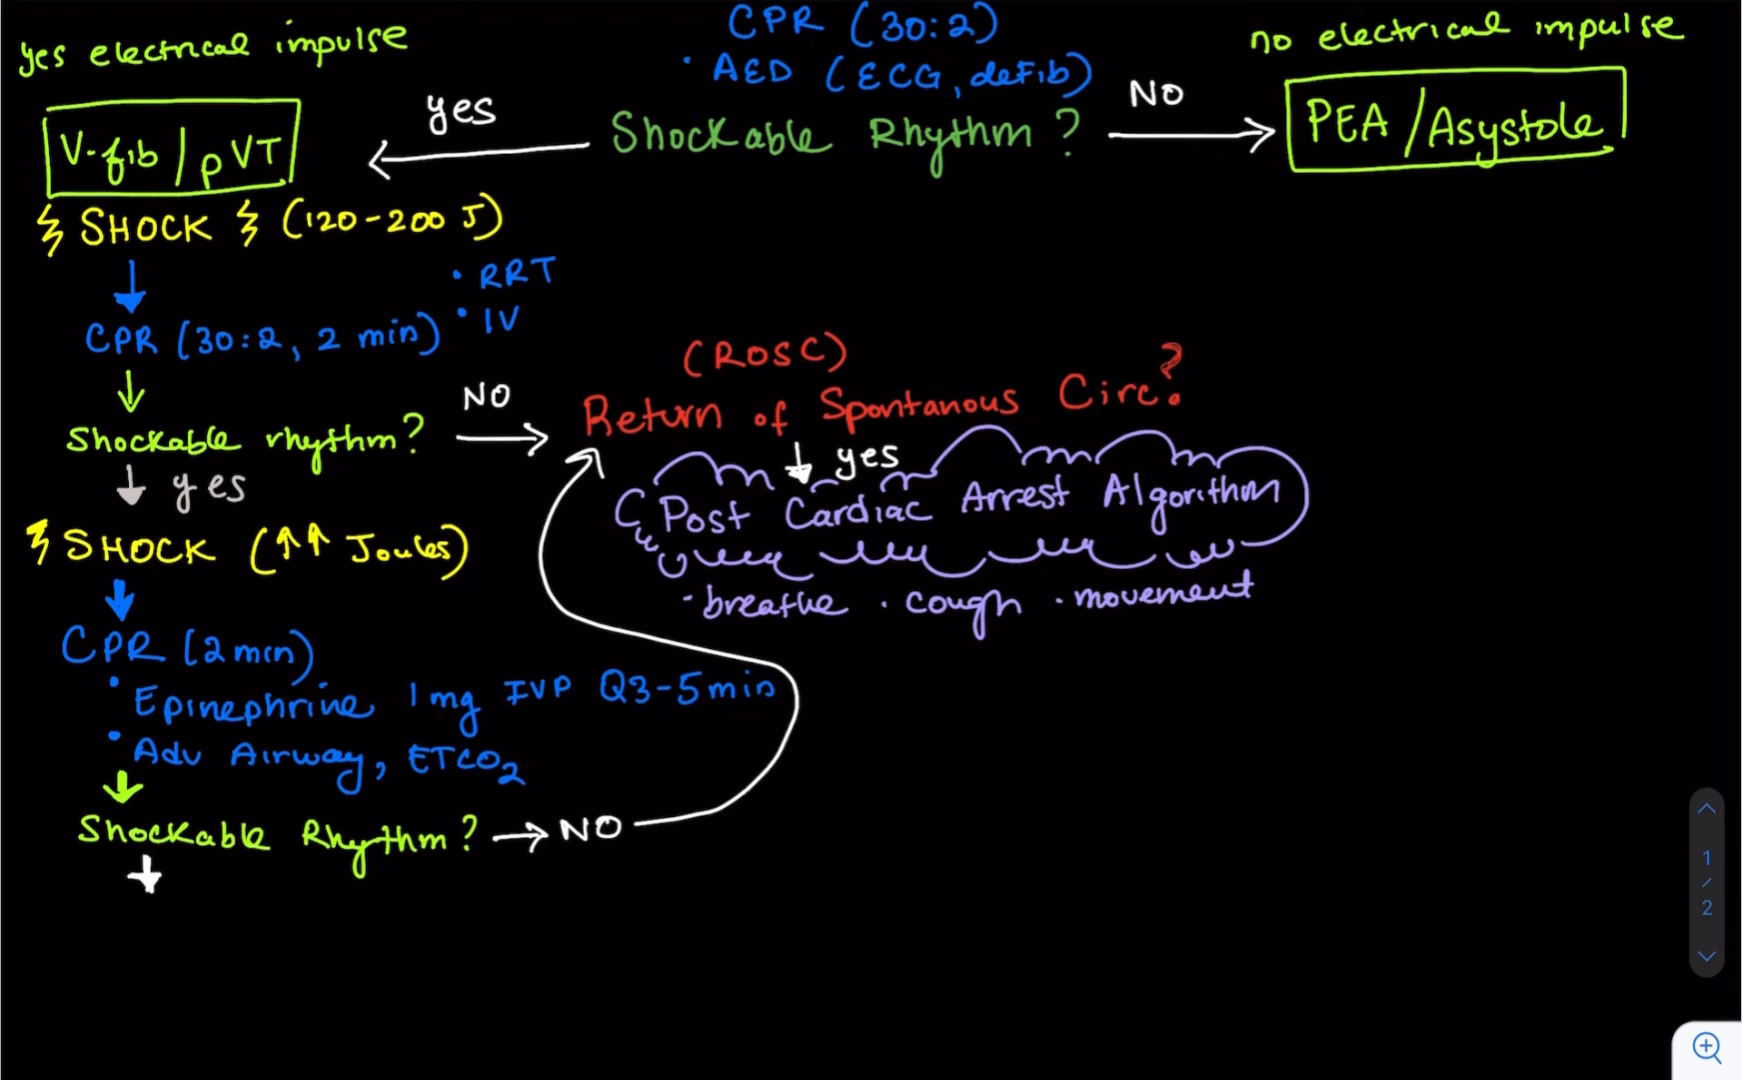 yes electrical impulse
CPR (30:2)
· AED (ECG, defib)
no electrical impulse
V-fib / pVT
yes
Shockable Rhythm?
NO
PEA / Asystole
SHOCK (120-200 J)
CPR (30:2, 2 min)
· RRT
· IV
Shockable rhythm?
NO
(ROSC)
Return of Spontanous Circ?
yes
yes
Post Cardiac Arrest Algorithm
· breathe · cough · movement
SHOCK (↑↑ Joules)
CPR (2 min)
· Epinephrine 1 mg IVP Q3-5 min
· Adv Airway, ETCO2
Shockable Rhythm? → NO
1
/
2